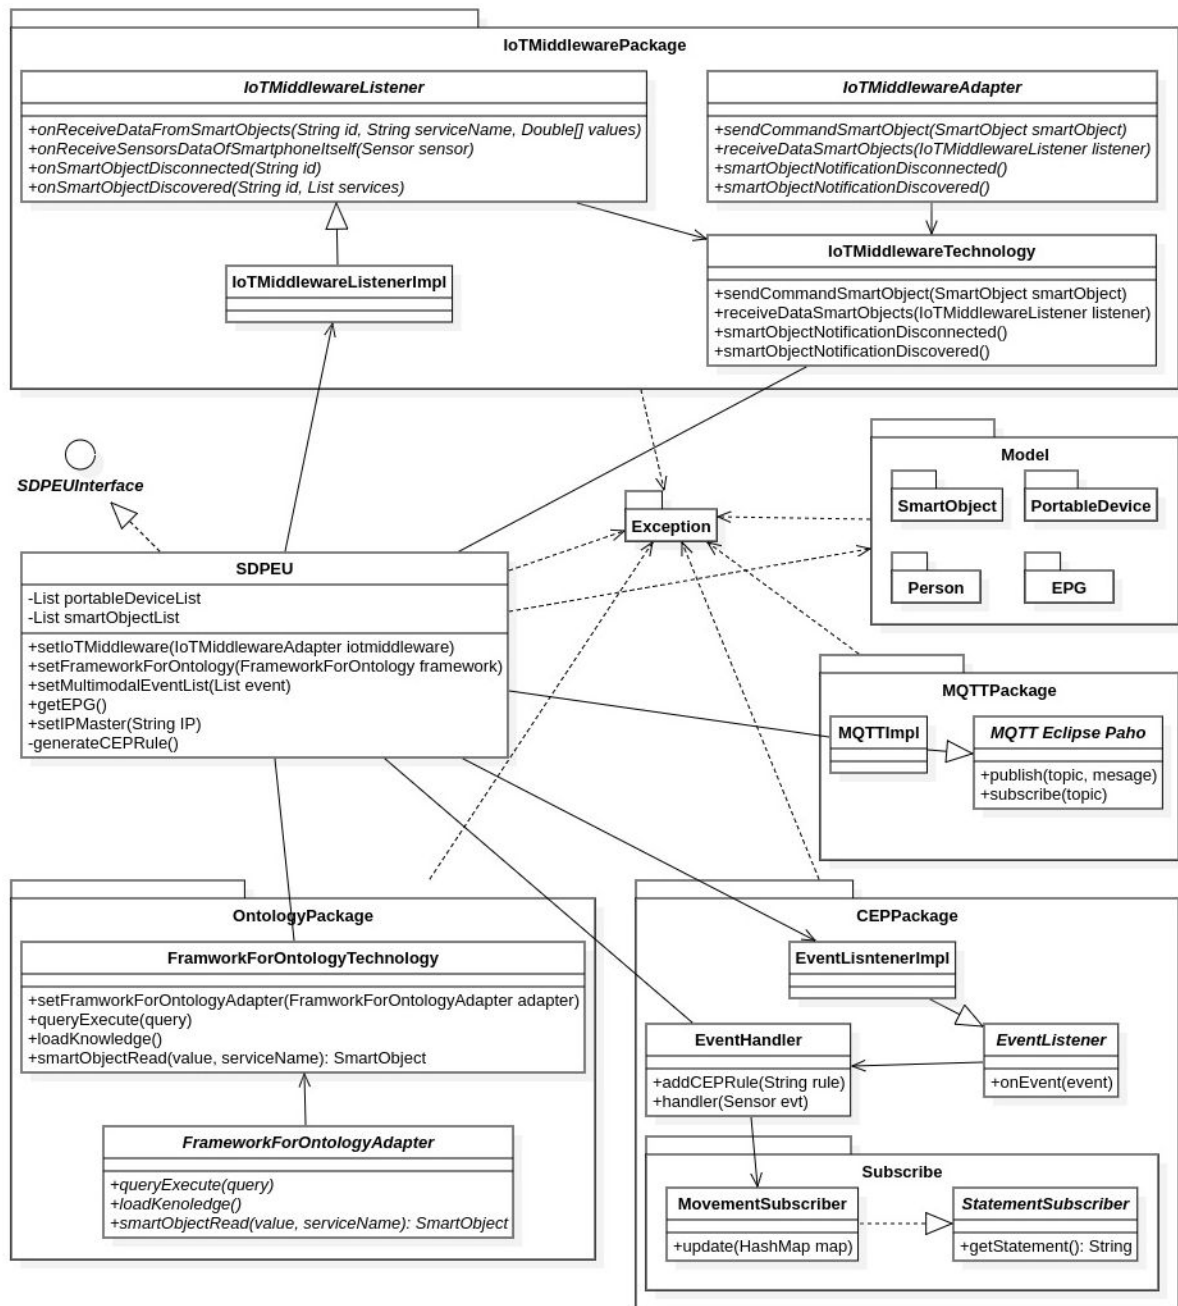 IoTMiddlewarePackage
IoTMiddlewareListener
+onReceiveDataFromSmartObjects(String id, String serviceName, Double[] values)
+onReceiveSensorsDataOfSmartphoneItself(Sensor sensor)
+onSmartObjectDisconnected(String id)
+onSmartObjectDiscovered(String id, List services)
IoTMiddlewareAdapter
+sendCommandSmartObject(SmartObject smartObject)
+receiveDataSmartObjects(IoTMiddlewareListener listener)
+smartObjectNotificationDisconnected()
+smartObjectNotificationDiscovered()
IoTMiddlewareListenerImpl
IoTMiddlewareTechnology
+sendCommandSmartObject(SmartObject smartObject)
+receiveDataSmartObjects(IoTMiddlewareListener listener)
+smartObjectNotificationDisconnected()
+smartObjectNotificationDiscovered()
SDPEUInterface
Exception
Model
SmartObject
PortableDevice
Person
EPG
SDPEU
-List portableDeviceList
-List smartObjectList
+setIoTMiddleware(IoTMiddlewareAdapter iotmiddleware)
+setFrameworkForOntology(FrameworkForOntology framework)
+setMultimodalEventList(List event)
+getEPG()
+setIPMaster(String IP)
-generateCEPRule()
MQTTPackage
MQTTImpl
MQTT Eclipse Paho
+publish(topic, mesage)
+subscribe(topic)
OntologyPackage
FramworkForOntologyTechnology
+setFramworkForOntologyAdapter(FramworkForOntologyAdapter adapter)
+queryExecute(query)
+loadKnowledge()
+smartObjectRead(value, serviceName): SmartObject
FrameworkForOntologyAdapter
+queryExecute(query)
+loadKenoledge()
+smartObjectRead(value, serviceName): SmartObject
CEPPackage
EventLisntenerImpl
EventHandler
+addCEPRule(String rule)
+handler(Sensor evt)
EventListener
+onEvent(event)
Subscribe
MovementSubscriber
+update(HashMap map)
StatementSubscriber
+getStatement(): String